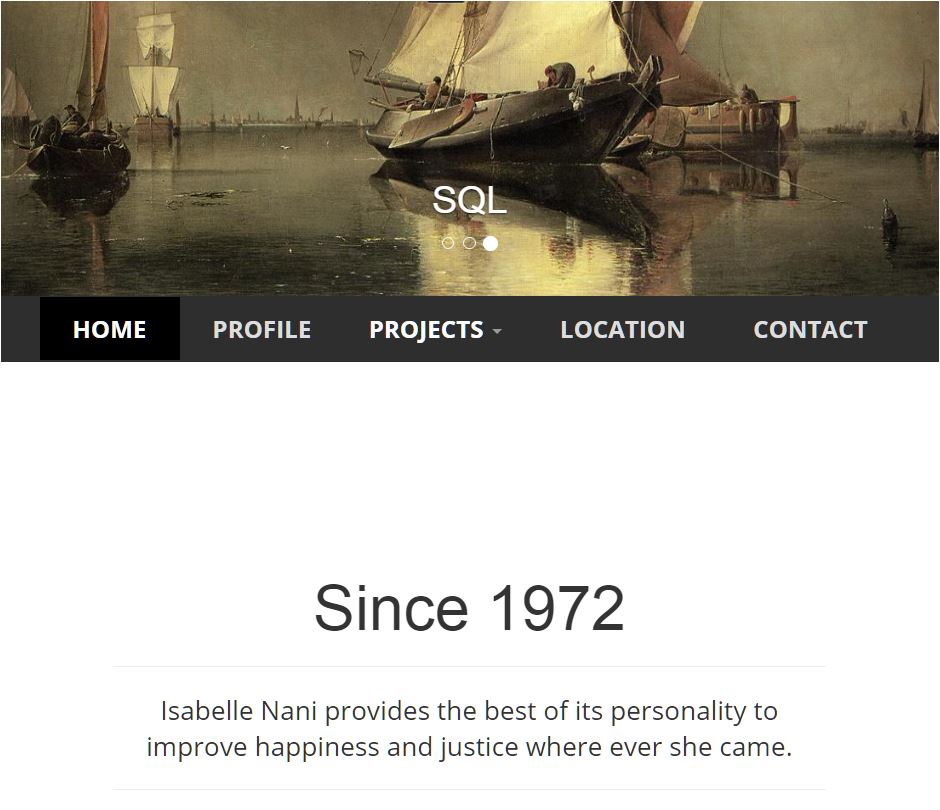 SQL
HOME PROFILE PROJECTS LOCATION CONTACT
Since 1972
Isabelle Nani provides the best of its personality to
improve happiness and justice where ever she came.